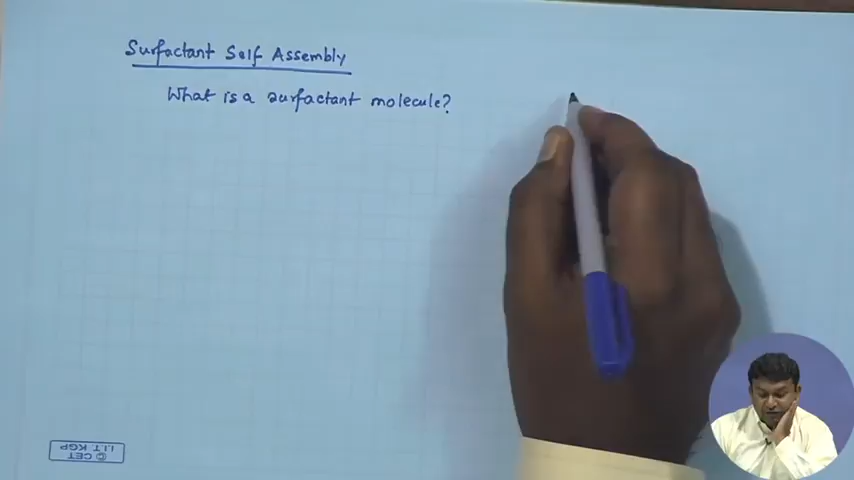 Surfactant Self Assembly
What is a surfactant molecule?
© CET
I.I.T. KGP